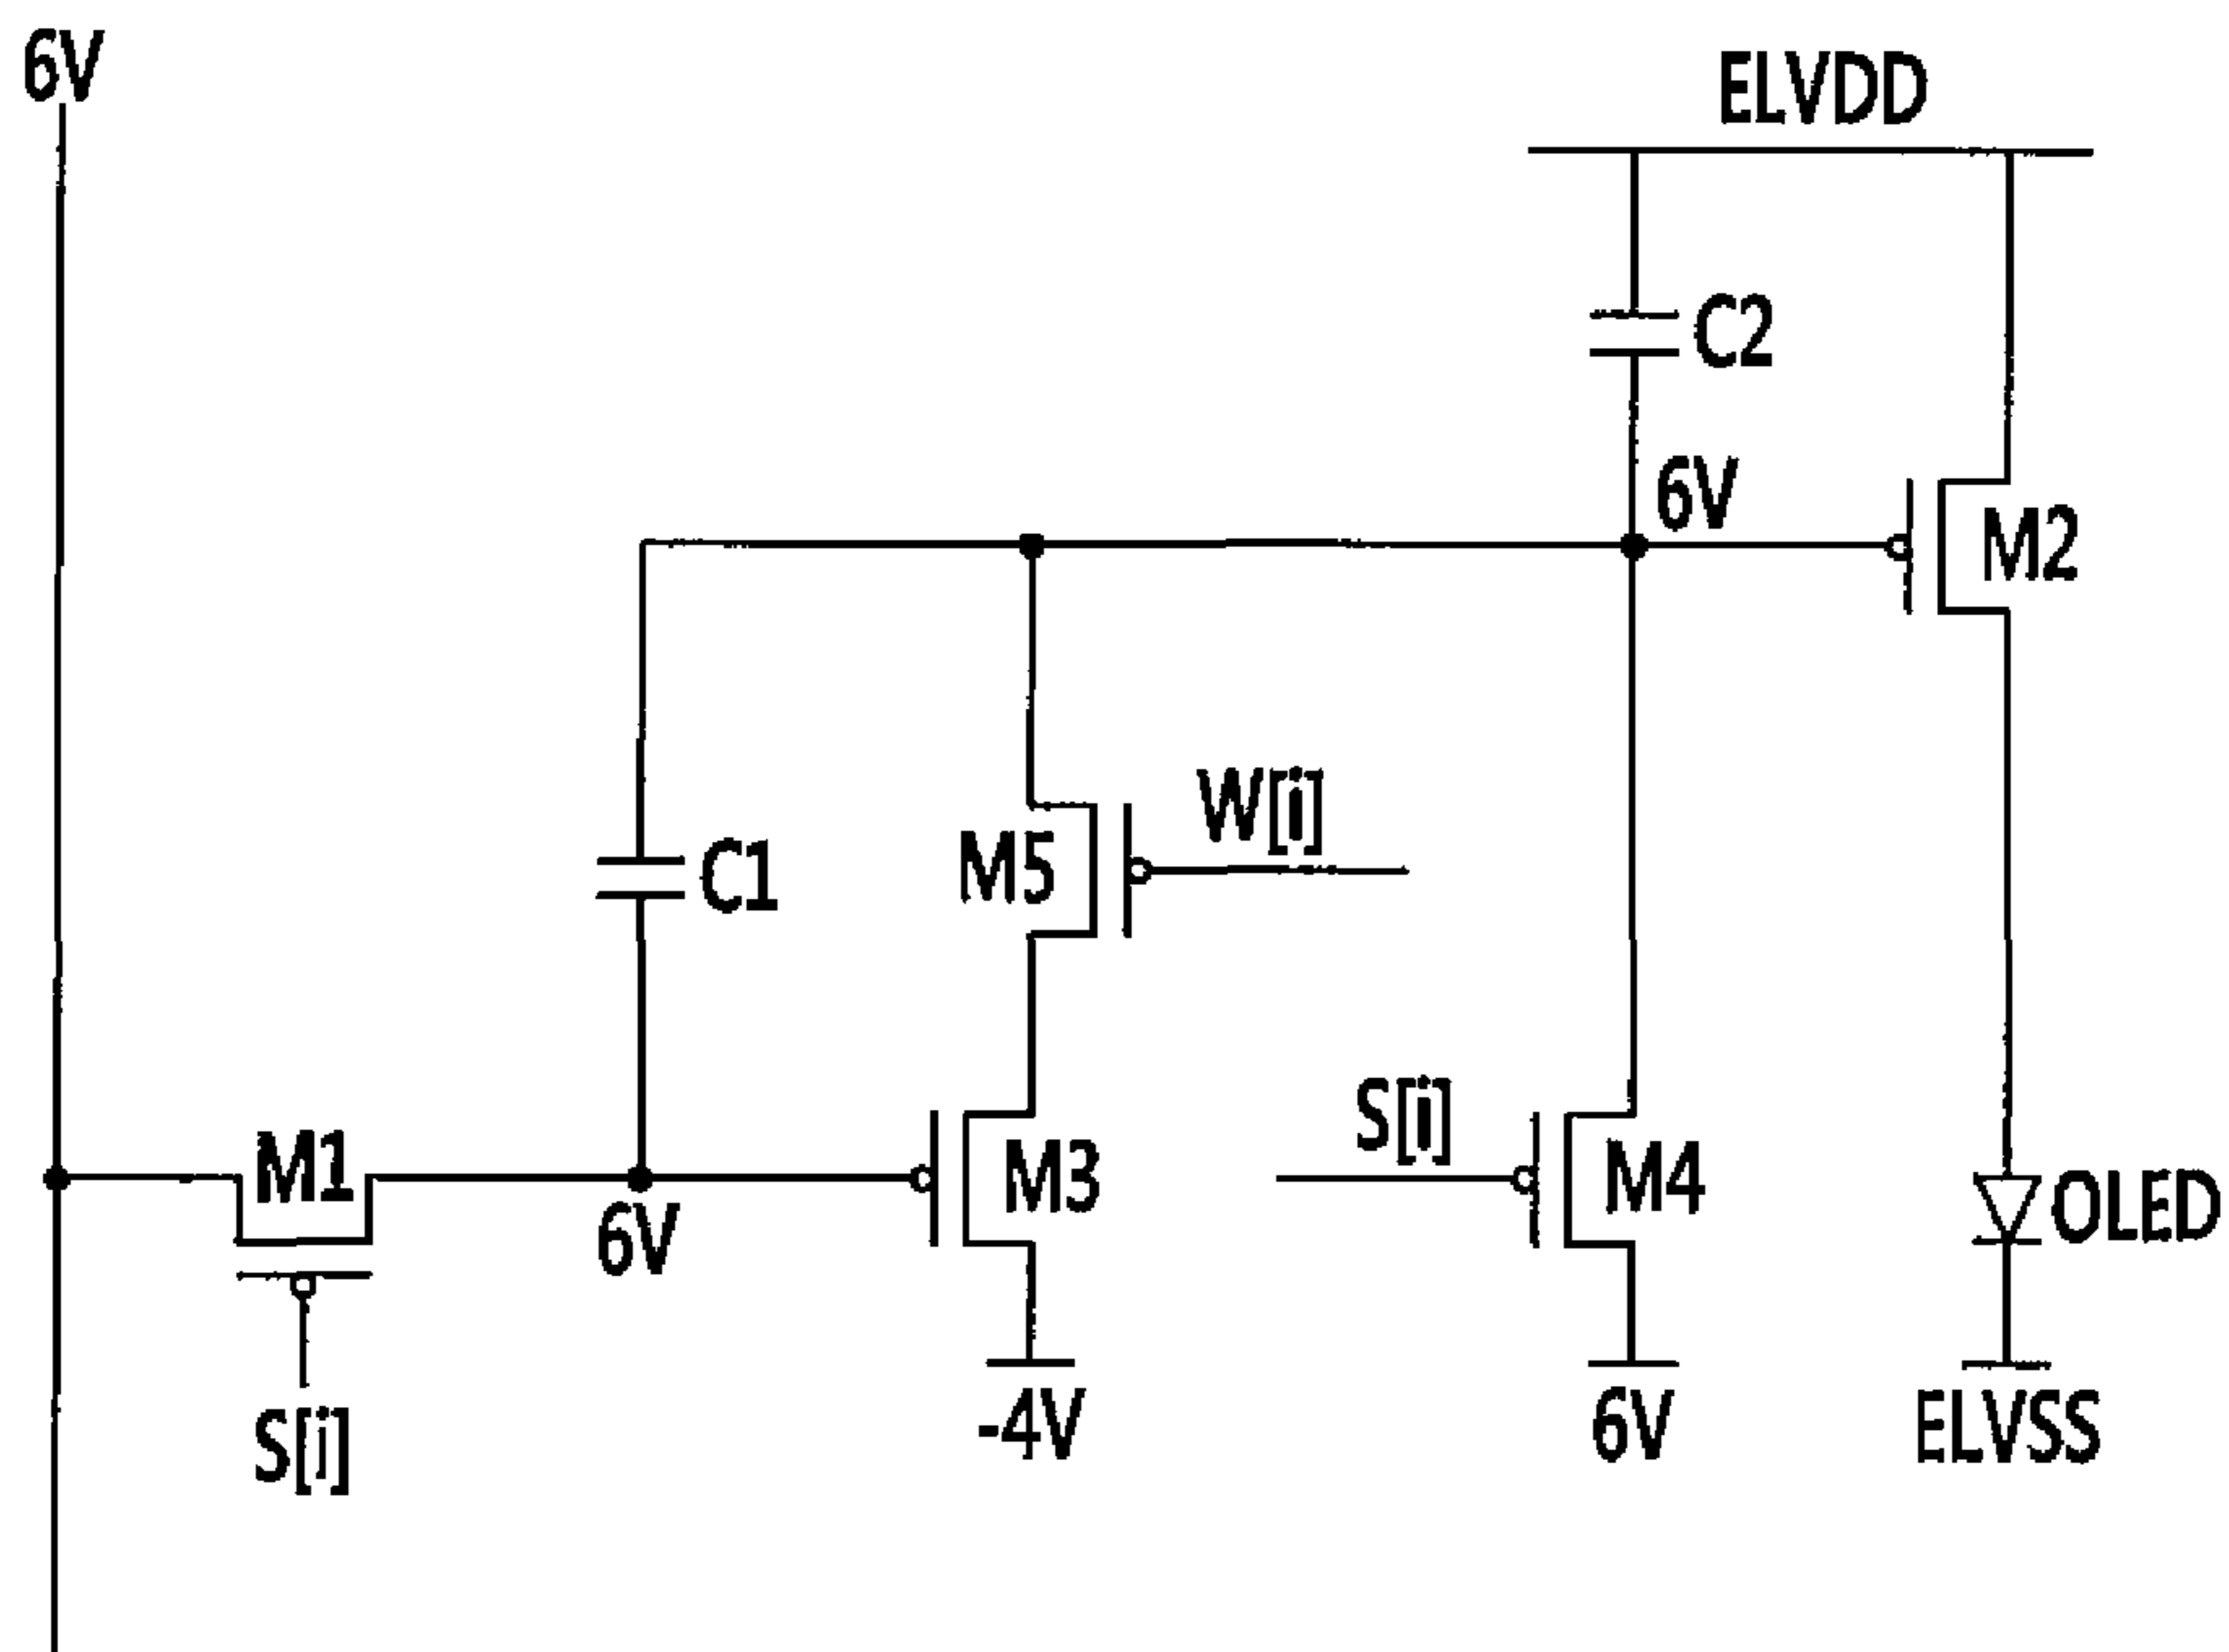 6V
ELVDD
C2
6V
M2
W[i]
M5
C1
S[i]
M1
M3
M4
OLED
6V
-4V
6V
ELVSS
S[i]